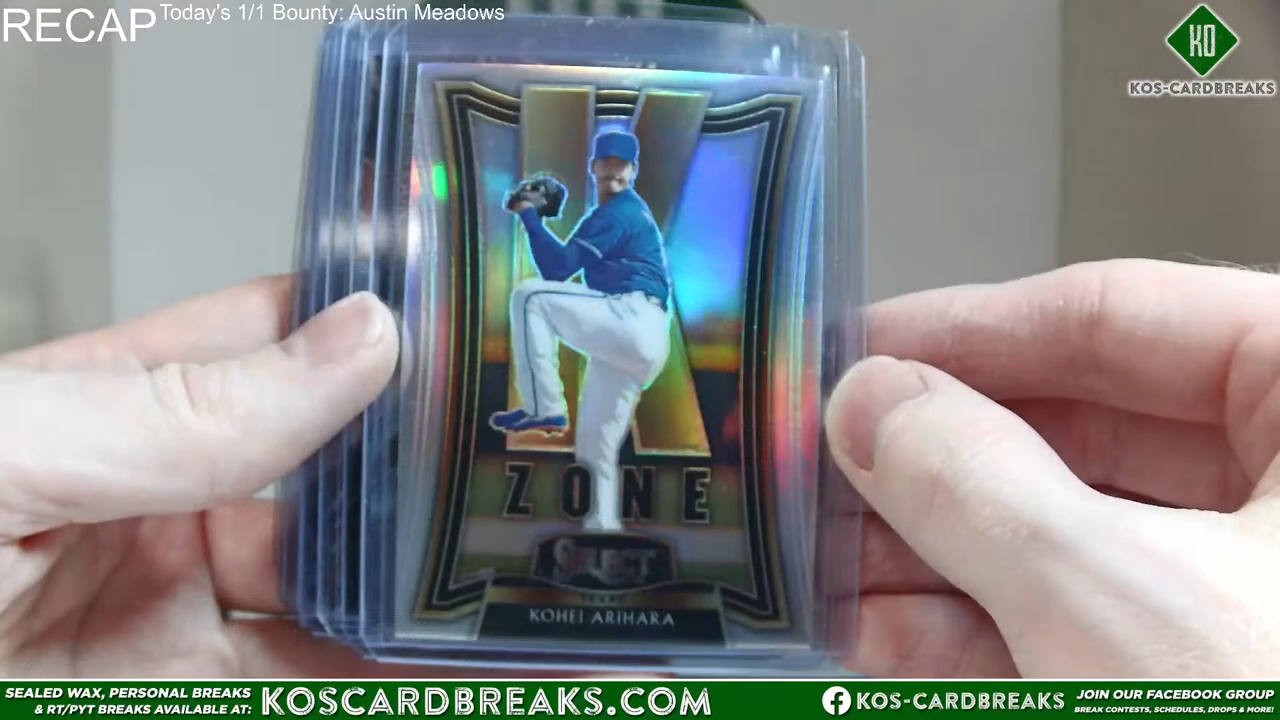 RECAP
Today's 1/1 Bounty: Austin Meadows
KO
KOS-CARDBREAKS
K
ZONE
SELECT
KOHEI ARIHARA
SEALED WAX, PERSONAL BREAKS
& RT/PYT BREAKS AVAILABLE AT:
KOSCARDBREAKS.COM
KOS-CARDBREAKS
JOIN OUR FACEBOOK GROUP
BREAK CONTESTS, SCHEDULES, DROPS & MORE!